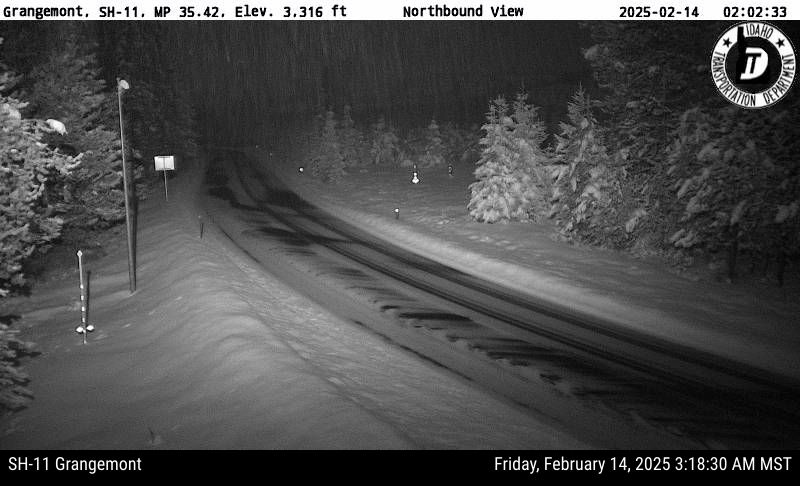 Grangemont, SH-11, MP 35.42, Elev. 3,316 ft Northbound View 2025-02-14 02:02:33
IDAHO
TRANSPORTATION DEPARTMENT
SH-11 Grangemont Friday, February 14, 2025 3:18:30 AM MST